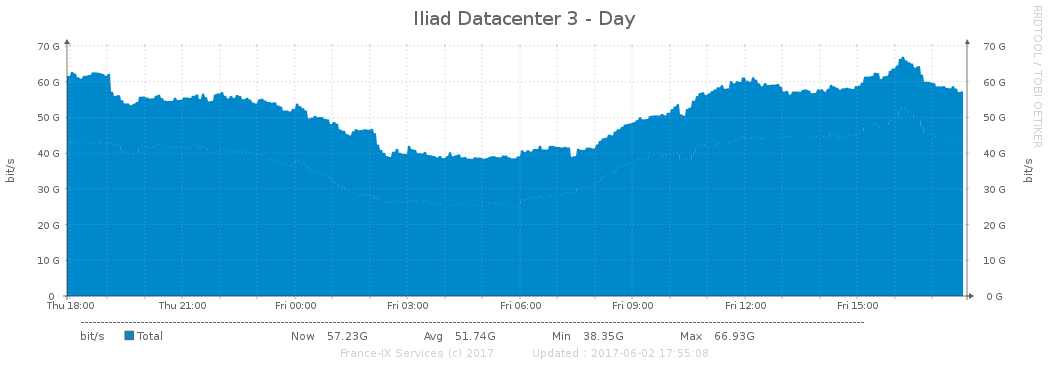 Iliad Datacenter 3 - Day
RRDTOOL / TOBI OETIKER
bit/s
70 G 70 G
60 G 60 G
50 G 50 G
40 G 40 G
30 G 30 G
20 G 20 G
10 G 10 G
0 0 G
bit/s
Thu 18:00 Thu 21:00 Fri 00:00 Fri 03:00 Fri 06:00 Fri 09:00 Fri 12:00 Fri 15:00
bit/s Total Now 57.23G Avg 51.74G Min 38.35G Max 66.93G
France-IX Services (c) 2017 Updated : 2017-06-02 17:55:08